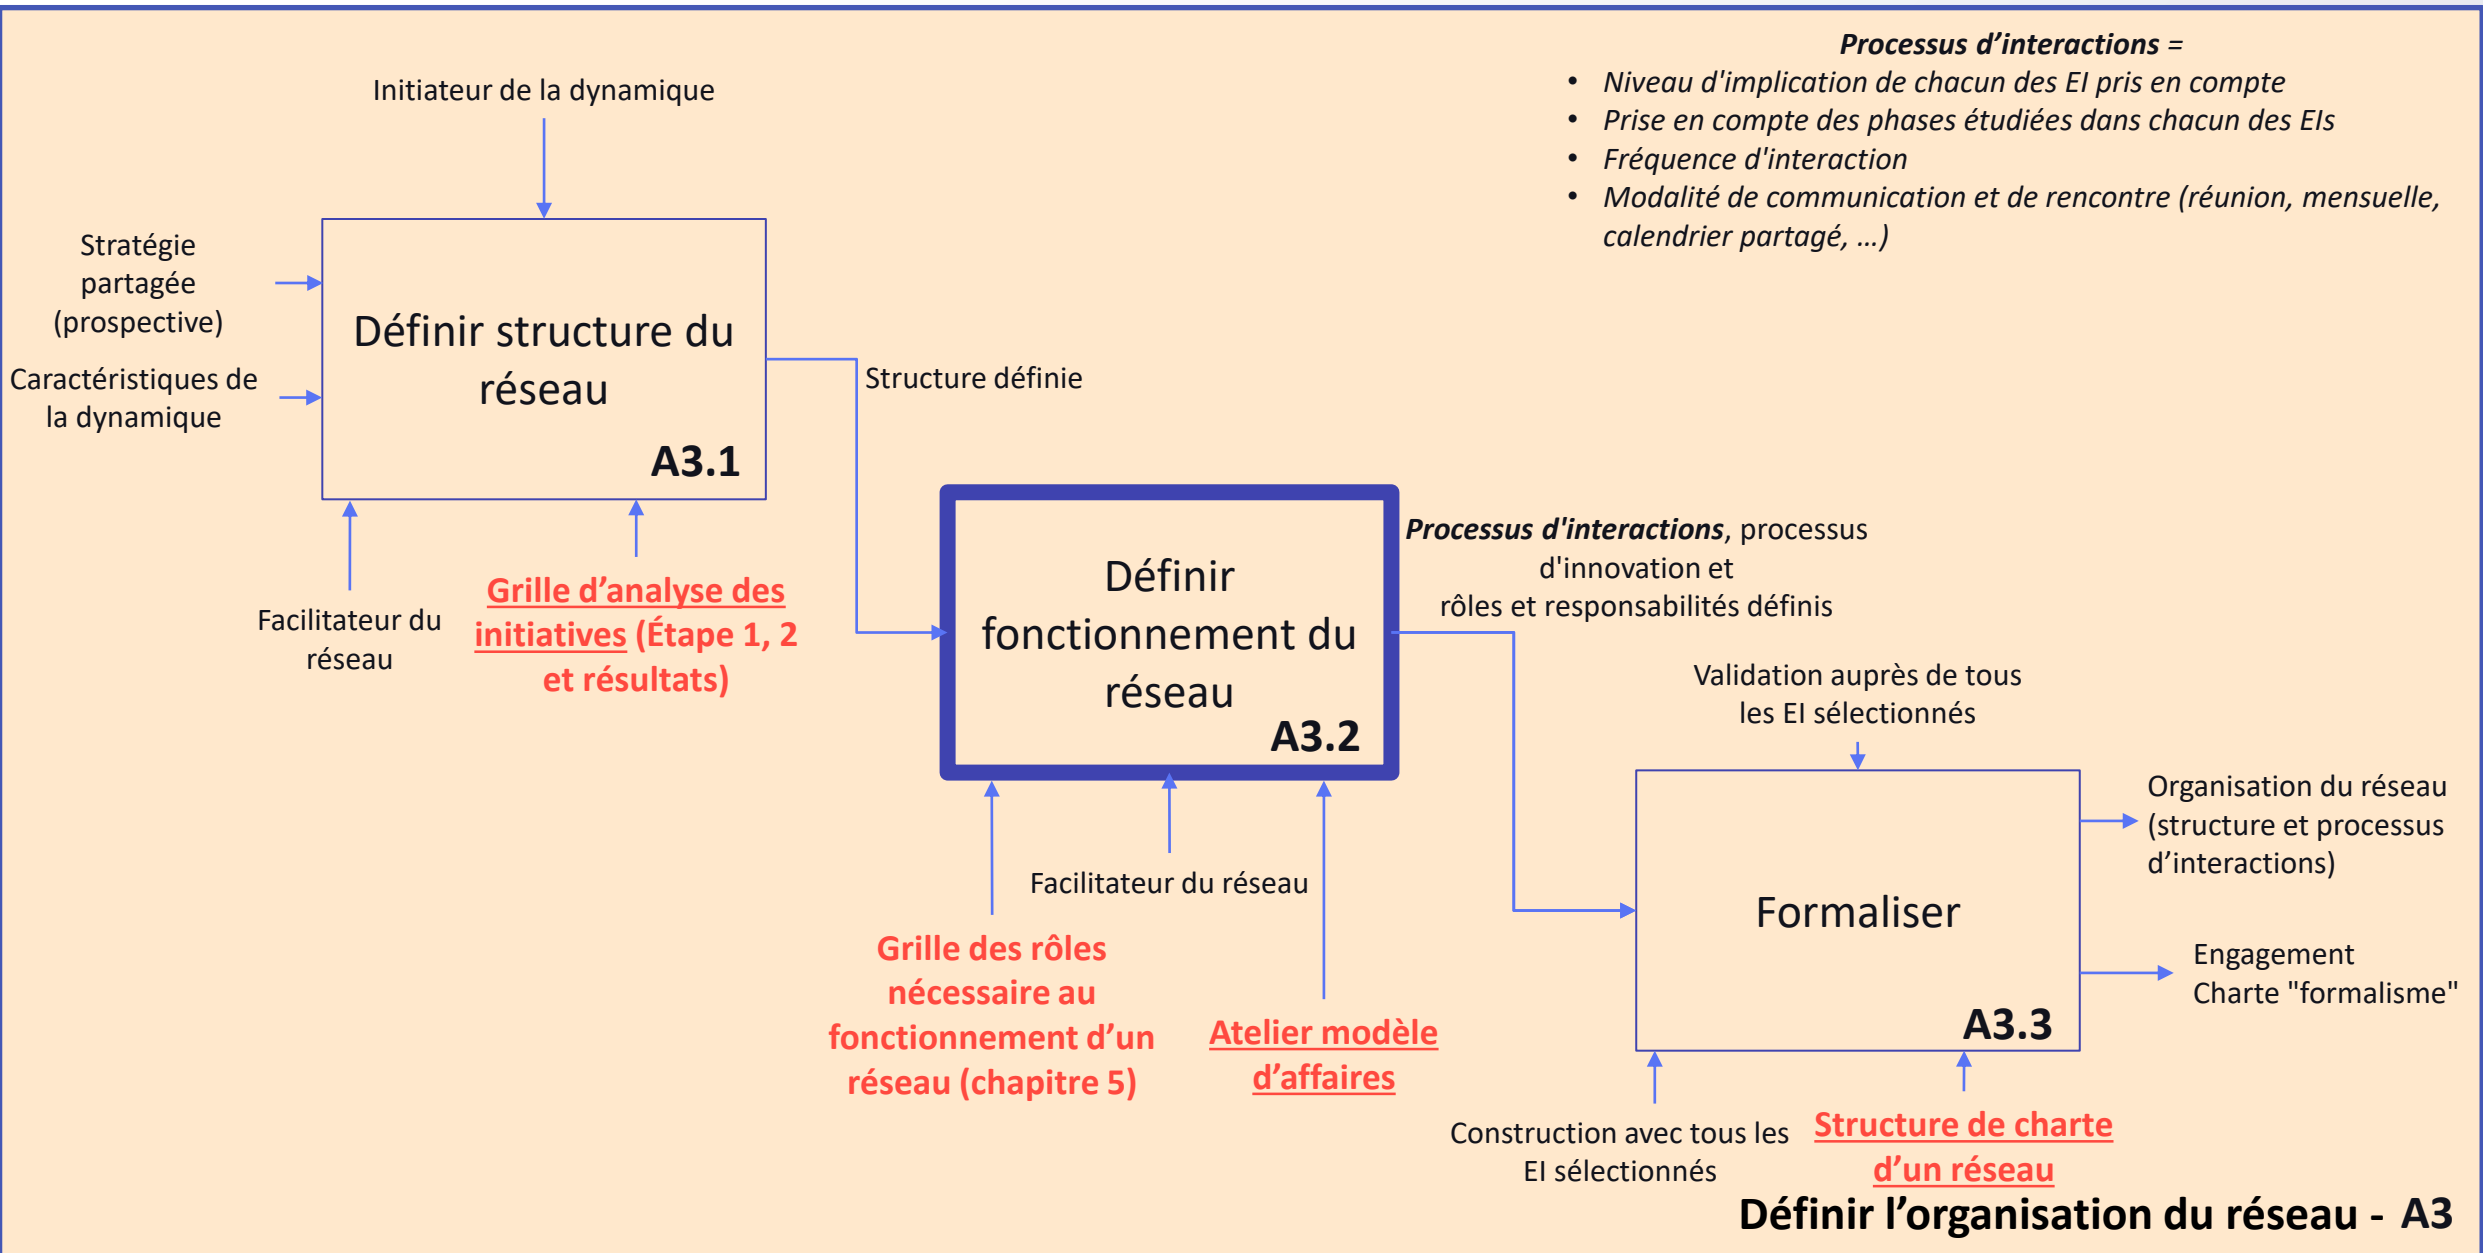 Processus d’interactions =
• Niveau d'implication de chacun des EI pris en compte
• Prise en compte des phases étudiées dans chacun des EIs
• Fréquence d'interaction
• Modalité de communication et de rencontre (réunion, mensuelle,
calendrier partagé, …)
Initiateur de la dynamique
Stratégie
partagée
(prospective)
Caractéristiques de
la dynamique
Définir structure du
réseau
A3.1
Structure définie
Facilitateur du
réseau
Grille d’analyse des
initiatives (Étape 1, 2
et résultats)
Définir
fonctionnement du
réseau
A3.2
Processus d'interactions, processus
d'innovation et
rôles et responsabilités définis
Facilitateur du réseau
Grille des rôles
nécessaire au
fonctionnement d’un
réseau (chapitre 5)
Atelier modèle
d’affaires
Validation auprès de tous
les EI sélectionnés
Formaliser
A3.3
Organisation du réseau
(structure et processus
d’interactions)
Engagement
Charte "formalisme"
Construction avec tous les
EI sélectionnés
Structure de charte
d’un réseau
Définir l’organisation du réseau - A3